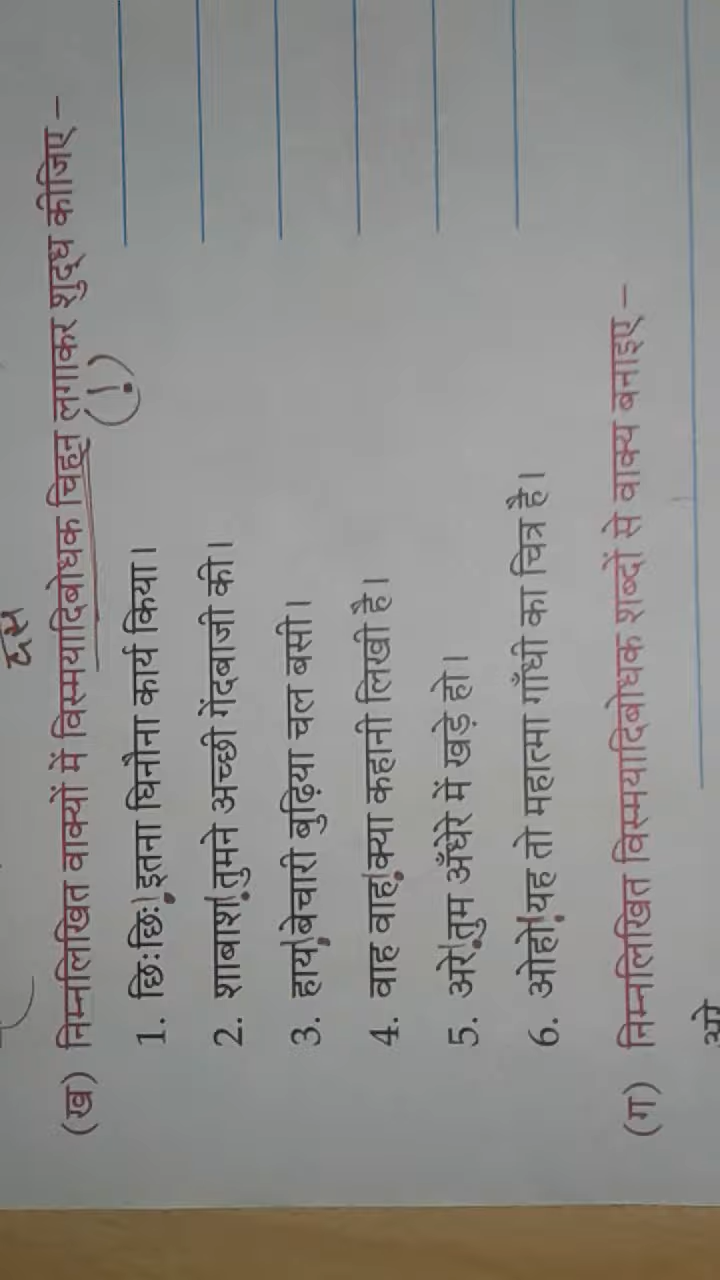 दस
(ख) निम्नलिखित वाक्यों में विस्मयादिबोधक चिह्न लगाकर शुद्ध कीजिए –
(!)
1. छिःछिः! इतना घिनौना कार्य किया।
2. शाबाश! तुमने अच्छी गेंदबाजी की।
3. हाय! बेचारी बुढ़िया चल बसी।
4. वाह वाह! क्या कहानी लिखी है।
5. अरे! तुम अँधेरे में खड़े हो।
6. ओहो! यह तो महात्मा गाँधी का चित्र है।
(ग) निम्नलिखित विस्मयादिबोधक शब्दों से वाक्य बनाइए –